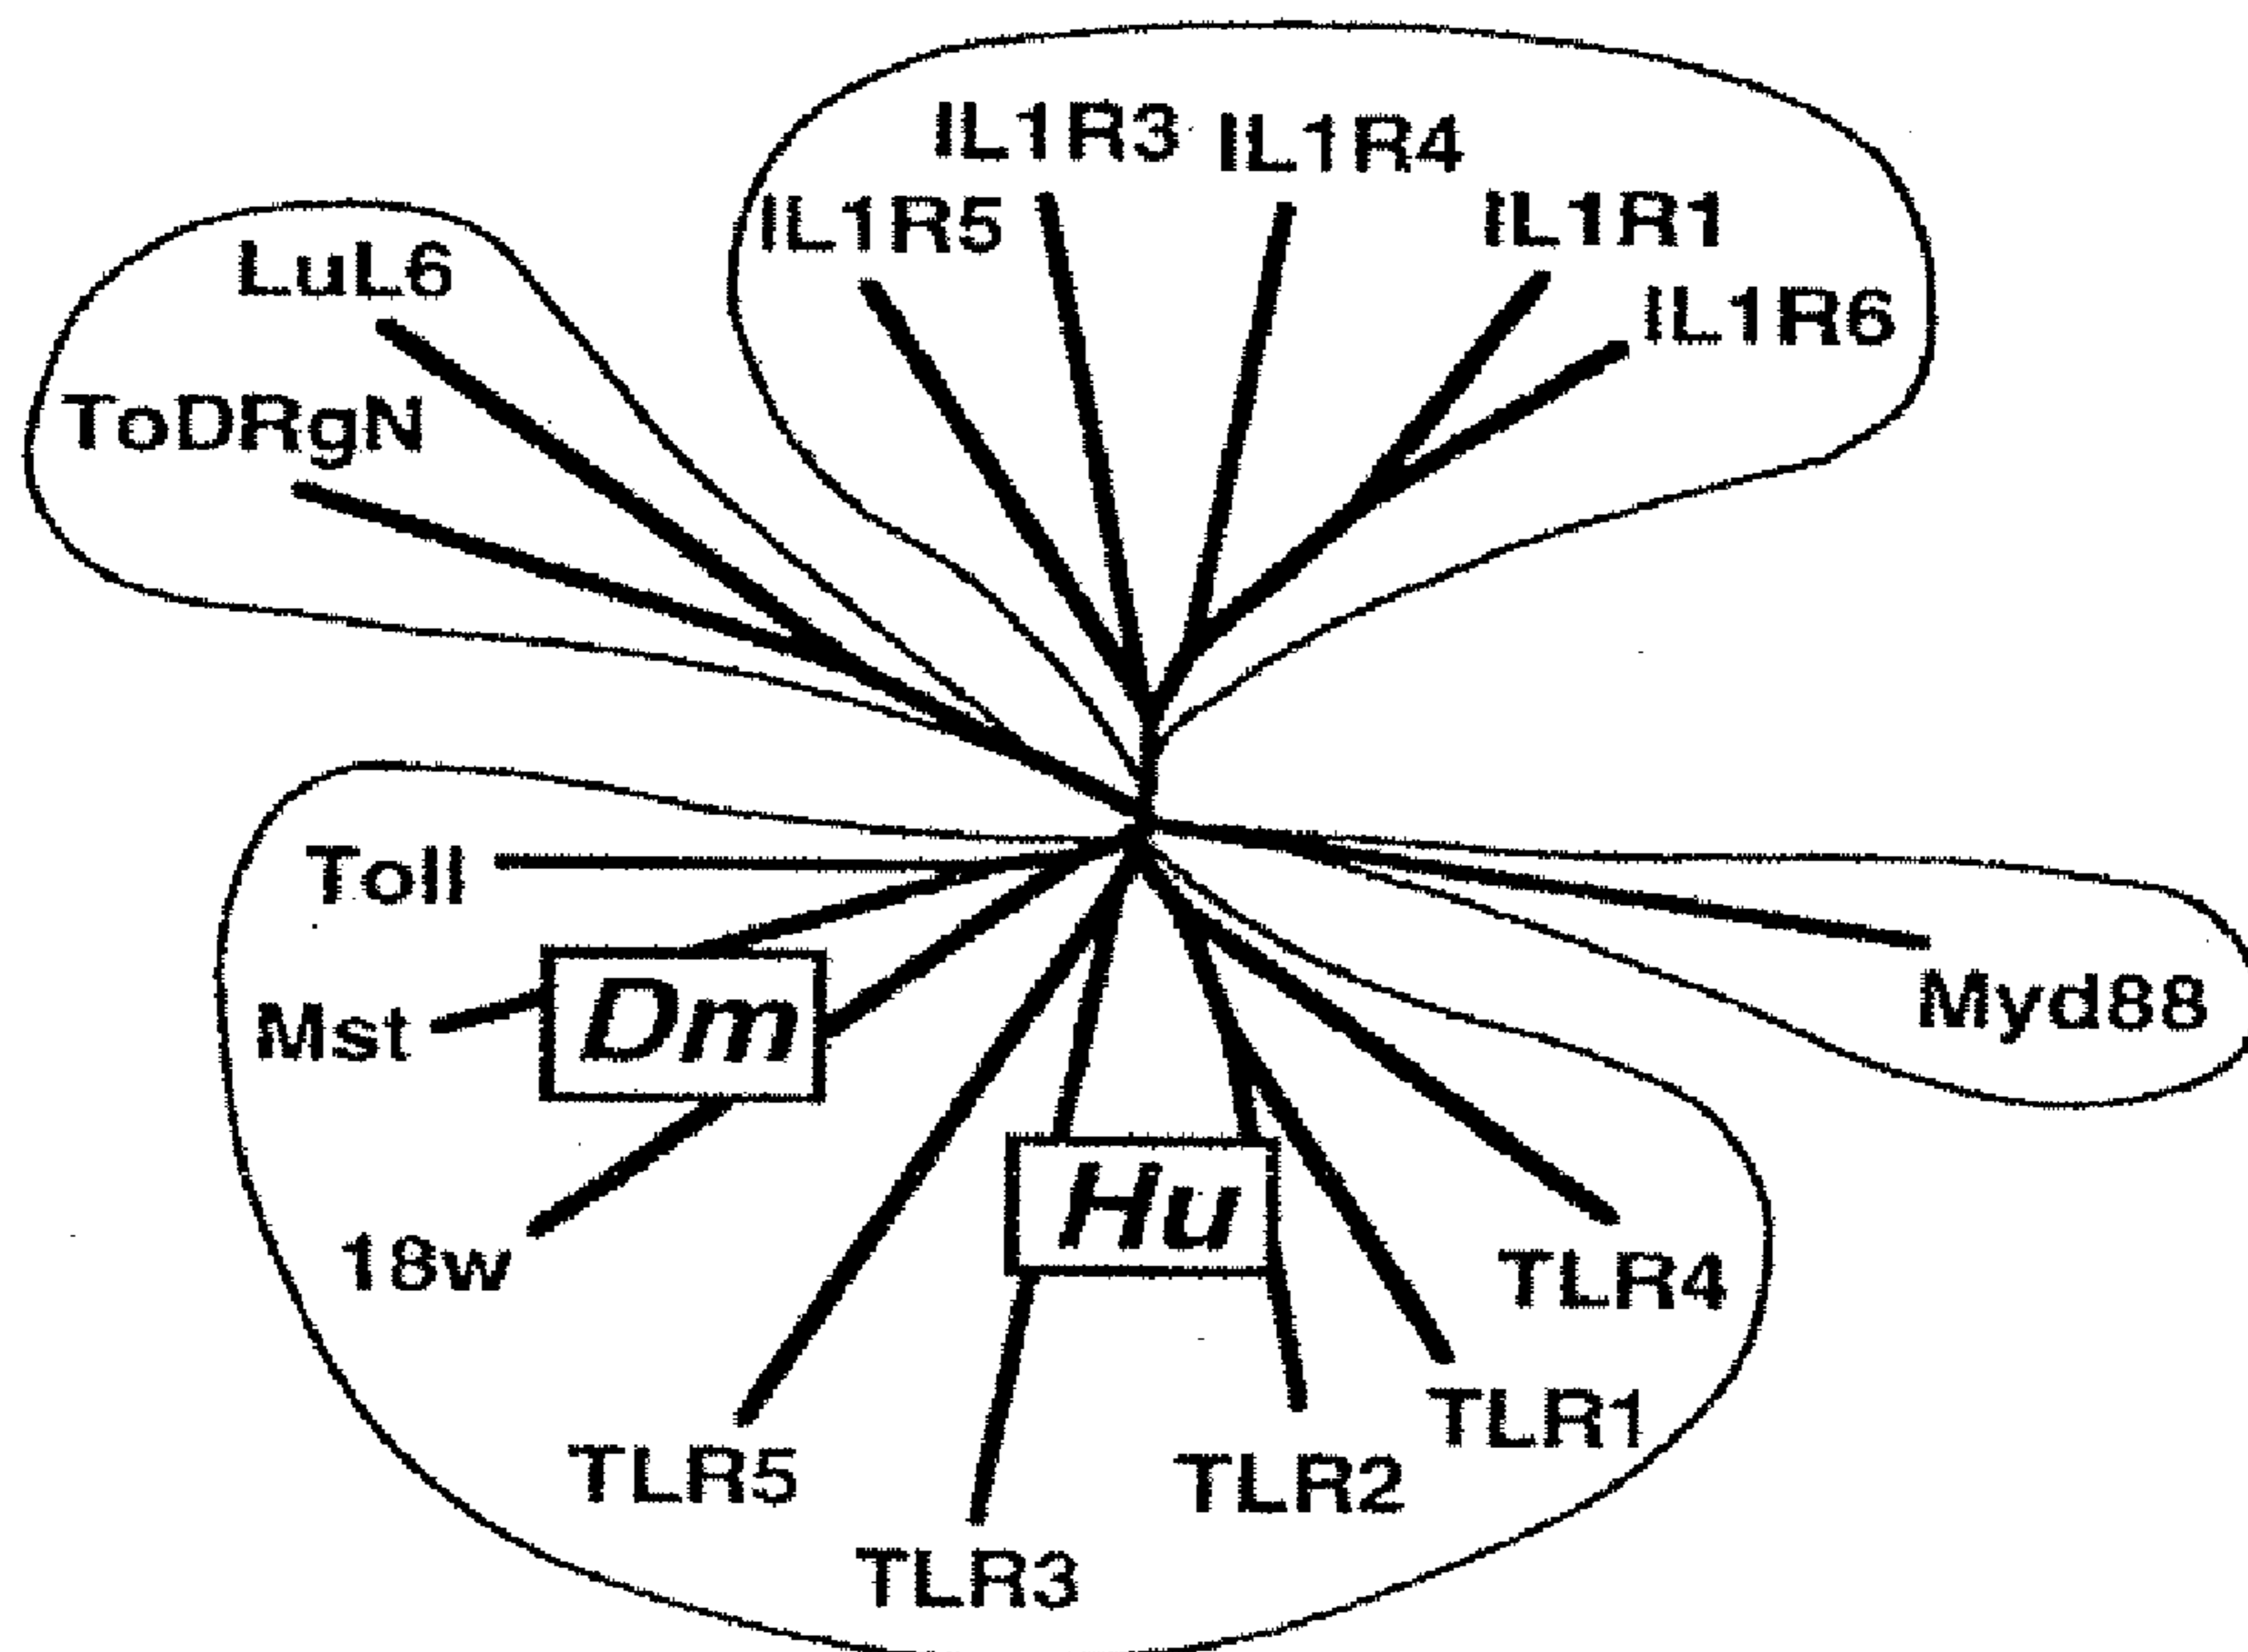 IL1R3
IL1R4
IL1R5
IL1R1
LuL6
IL1R6
ToDRgN
Toll
Myd88
Mst
Dm
Hu
18w
TLR4
TLR1
TLR5
TLR2
TLR3